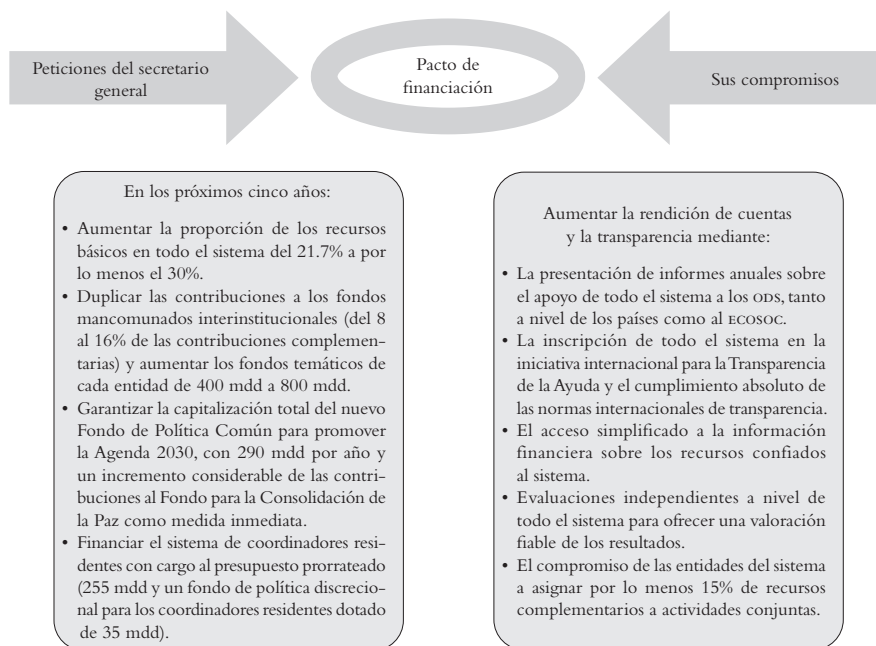 Peticiones del secretario
general
Pacto de
financiación
Sus compromisos
En los próximos cinco años:
• Aumentar la proporción de los recursos
básicos en todo el sistema del 21.7% a por
lo menos el 30%.
• Duplicar las contribuciones a los fondos
mancomunados interinstitucionales (del 8
al 16% de las contribuciones complemen-
tarias) y aumentar los fondos temáticos de
cada entidad de 400 mdd a 800 mdd.
• Garantizar la capitalización total del nuevo
Fondo de Política Común para promover
la Agenda 2030, con 290 mdd por año y
un incremento considerable de las contri-
buciones al Fondo para la Consolidación de
la Paz como medida inmediata.
• Financiar el sistema de coordinadores resi-
dentes con cargo al presupuesto prorrateado
(255 mdd y un fondo de política discrecio-
nal para los coordinadores residentes dotado
de 35 mdd).
Aumentar la rendición de cuentas
y la transparencia mediante:
• La presentación de informes anuales sobre
el apoyo de todo el sistema a los ODS, tanto
a nivel de los países como al ECOSOC.
• La inscripción de todo el sistema en la
iniciativa internacional para la Transparencia
de la Ayuda y el cumplimiento absoluto de
las normas internacionales de transparencia.
• El acceso simplificado a la información
financiera sobre los recursos confiados
al sistema.
• Evaluaciones independientes a nivel de
todo el sistema para ofrecer una valoración
fiable de los resultados.
• El compromiso de las entidades del sistema
a asignar por lo menos 15% de recursos
complementarios a actividades conjuntas.